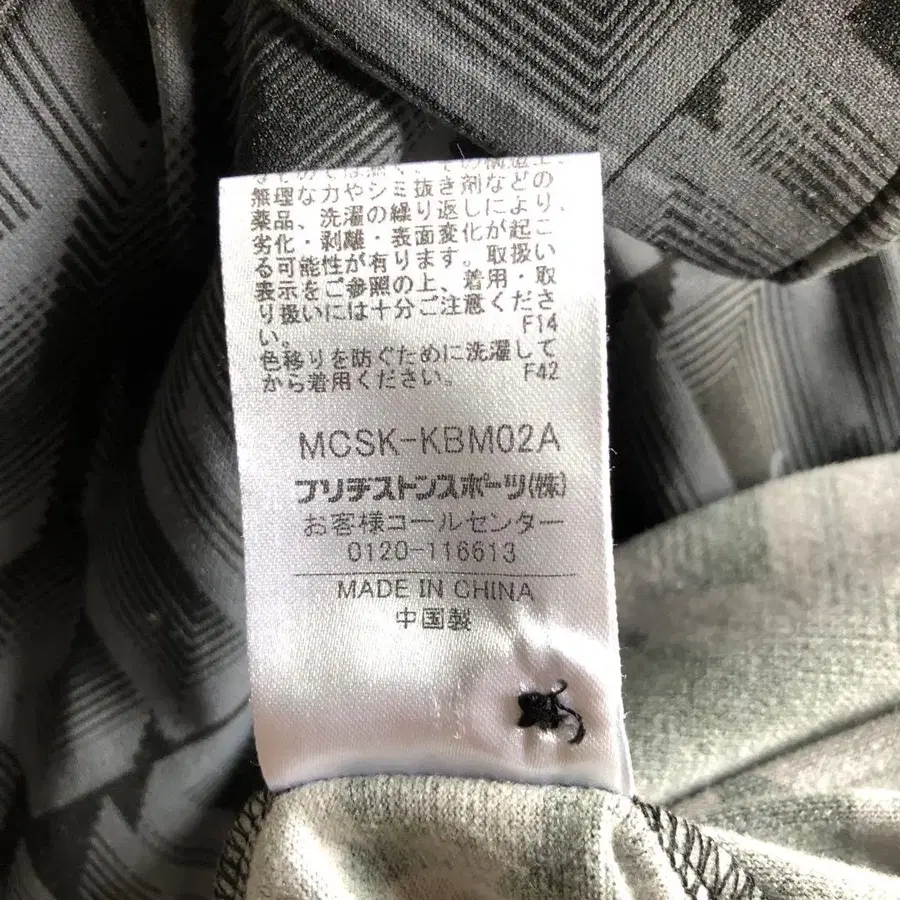 無理な力やシミ抜き剤などの
薬品、洗濯の繰り返しにより、
劣化・剥離・表面変化が起こ
る可能性が有ります。取扱い
表示をご参照の上、着用・取
り扱いには十分ご注意くださ
い。 F14
色移りを防ぐために洗濯して
から着用ください。 F42
MCSK-KBM02A
ブリヂストンスポーツ(株)
お客様コールセンター
0120-116613
MADE IN CHINA
中国製